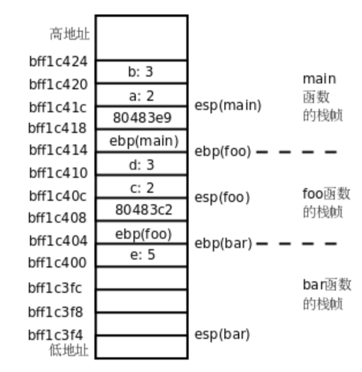 高地址
bff1c424
b: 3
bff1c420
a: 2
main
函数
的栈帧
bff1c41c
esp(main)
80483e9
bff1c418
ebp(main)
bff1c414
ebp(foo)
d: 3
bff1c410
c: 2
bff1c40c
esp(foo)
foo函数
的栈帧
80483c2
bff1c408
ebp(foo)
bff1c404
ebp(bar)
e: 5
bff1c400
bff1c3fc
bar函数
的栈帧
bff1c3f8
bff1c3f4
esp(bar)
低地址